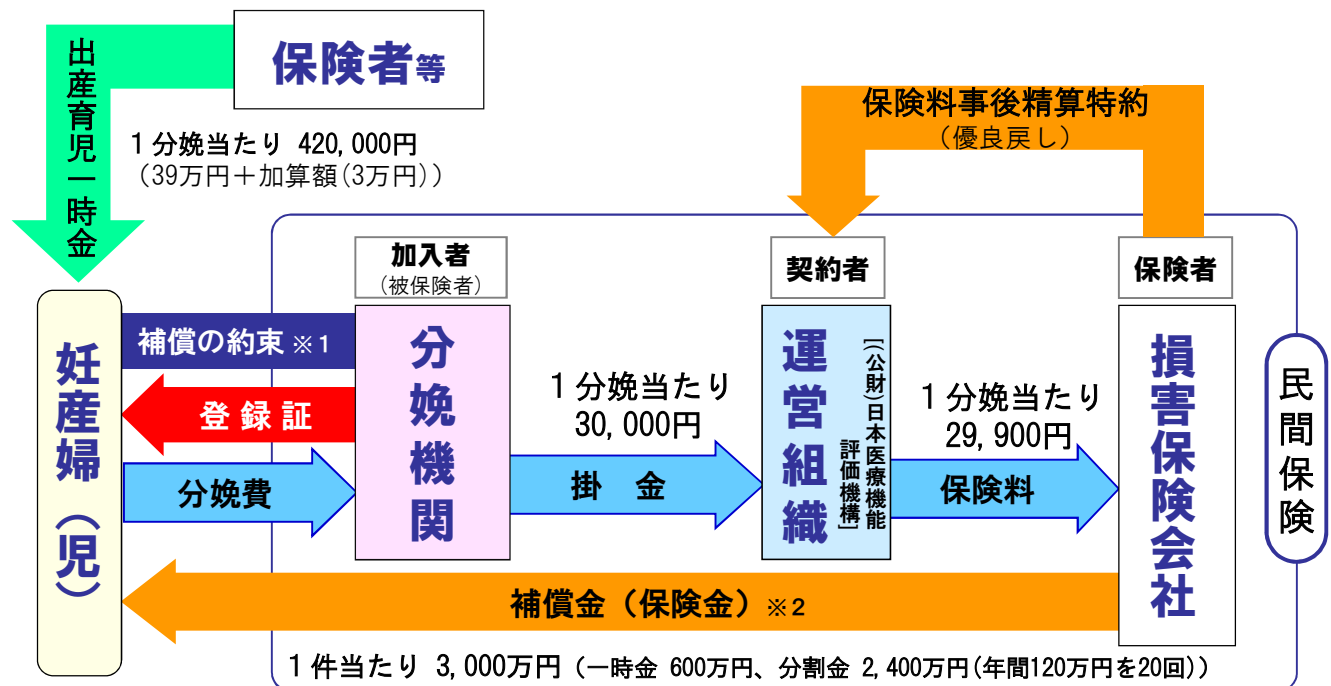 保険者等
出産育児一時金
1分娩当たり 420,000円
(39万円+加算額(3万円))
保険料事後精算特約
(優良戻し)
加入者
(被保険者)
契約者
保険者
妊産婦(児)
補償の約束 ※1
登録証
分娩費
分娩機関
1分娩当たり
30,000円
掛 金
運営組織
[(公財)日本医療機能
評価機構]
1分娩当たり
29,900円
保険料
損害保険会社
民間保険
補償金(保険金)※2
1件当たり 3,000万円(一時金 600万円、分割金 2,400万円(年間120万円を20回))